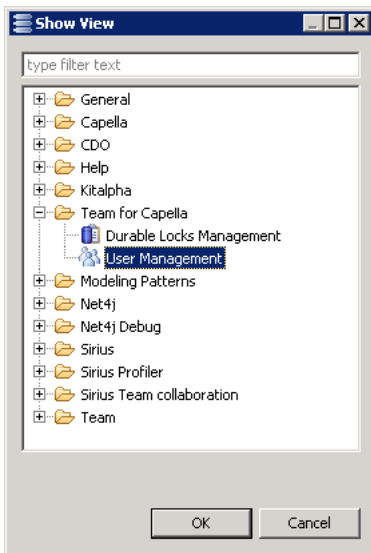 Show View
type filter text
General
Capella
CDO
Help
Kitalpha
Team for Capella
Durable Locks Management
User Management
Modeling Patterns
Net4j
Net4j Debug
Sirius
Sirius Profiler
Sirius Team collaboration
Team
OK Cancel